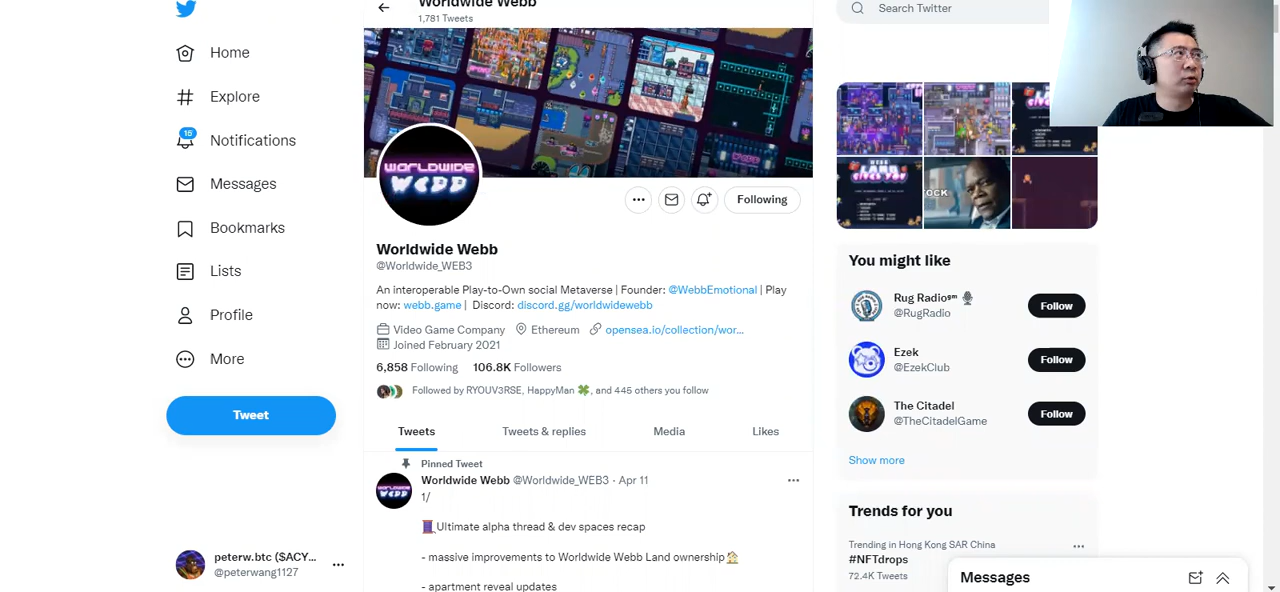 Worldwide Webb
1,781 Tweets
Search Twitter
Home
Explore
15
Notifications
Messages
Bookmarks
Lists
Profile
More
Tweet
WORLDWIDE
WEBB
Following
Worldwide Webb
@Worldwide_WEB3
An interoperable Play-to-Own social Metaverse | Founder: @WebbEmotional | Play
now: webb.game | Discord: discord.gg/worldwidewebb
Video Game Company Ethereum opensea.io/collection/wor...
Joined February 2021
6,858 Following 106.8K Followers
Followed by RYOUV3RSE, HappyMan 🍀, and 445 others you follow
Tweets Tweets & replies Media Likes
Pinned Tweet
Worldwide Webb @Worldwide_WEB3 · Apr 11
1/
🧵Ultimate alpha thread & dev spaces recap
- massive improvements to Worldwide Webb Land ownership🏠
- apartment reveal updates
OCK
You might like
Rug Radioᵍᵐ 🎙
@RugRadio
Follow
Ezek
@EzekClub
Follow
The Citadel
@TheCitadelGame
Follow
Show more
Trends for you
Trending in Hong Kong SAR China
#NFTdrops
72.4K Tweets
Messages
peterw.btc ($ACY...
@peterwang1127